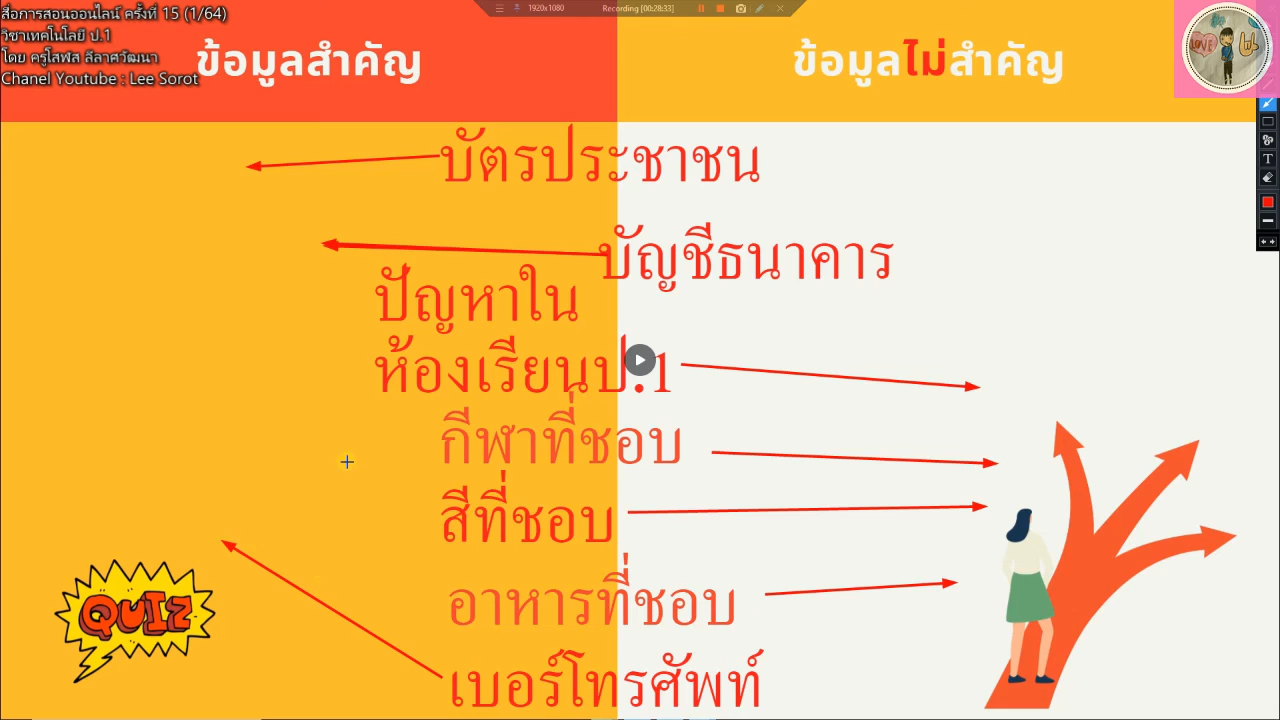 สื่อการสอนออนไลน์ ครั้งที่ 15 (1/64)
วิชาเทคโนโลยี ป.1
โดย ครูโสฬส ลีลาศวัฒนา
Chanel Youtube : Lee Sorot
1920x1080
Recording [00:28:33]
ข้อมูลสำคัญ
ข้อมูลไม่สำคัญ
LOVE
บัตรประชาชน
บัญชีธนาคาร
ปัญหาใน
ห้องเรียนป.1
กีฬาที่ชอบ
สีที่ชอบ
อาหารที่ชอบ
เบอร์โทรศัพท์
QUIZ
T